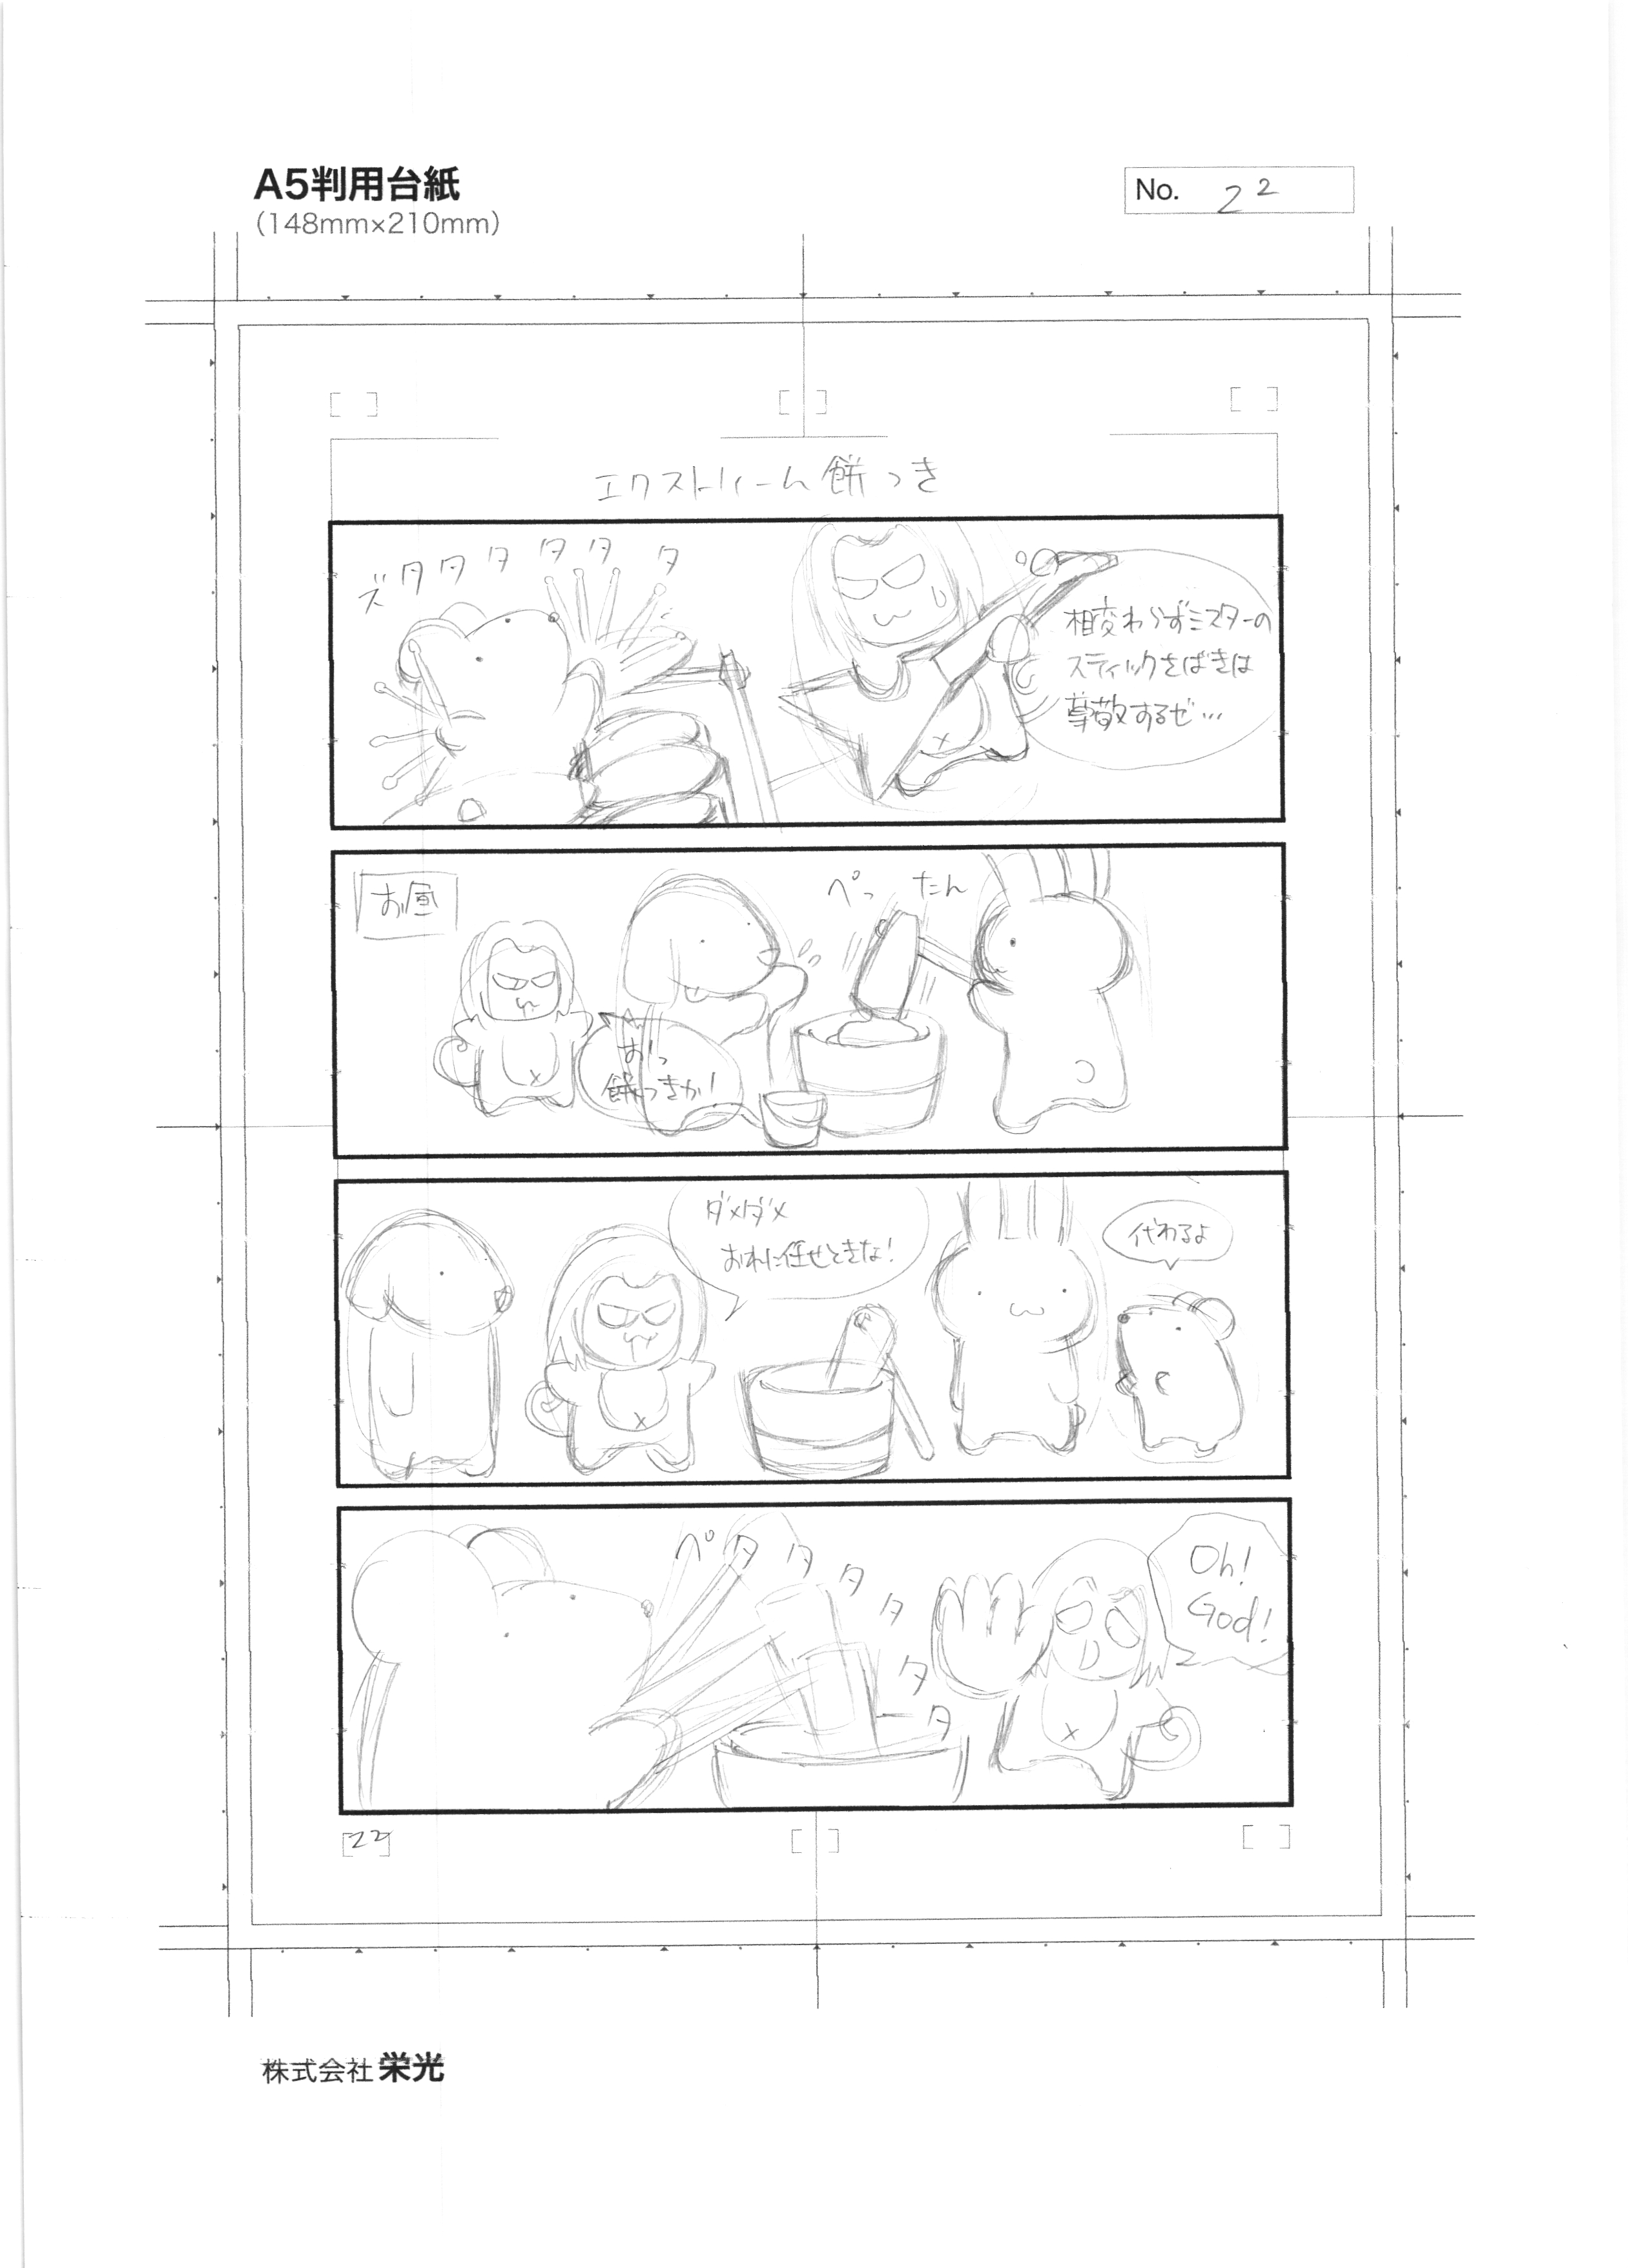 A5判用台紙
(148mm×210mm)
No. 22
エクストリーム餅つき
ズタタタタタタ
相変わらずミスターの
スティックさばきは
尊敬するゼ…
お昼
ぺったん
おっ
餅つきか!
ダメダメ
おれに任せときな!
代わるよ
ペタタタタタタ
Oh!
God!
22
株式会社 栄光